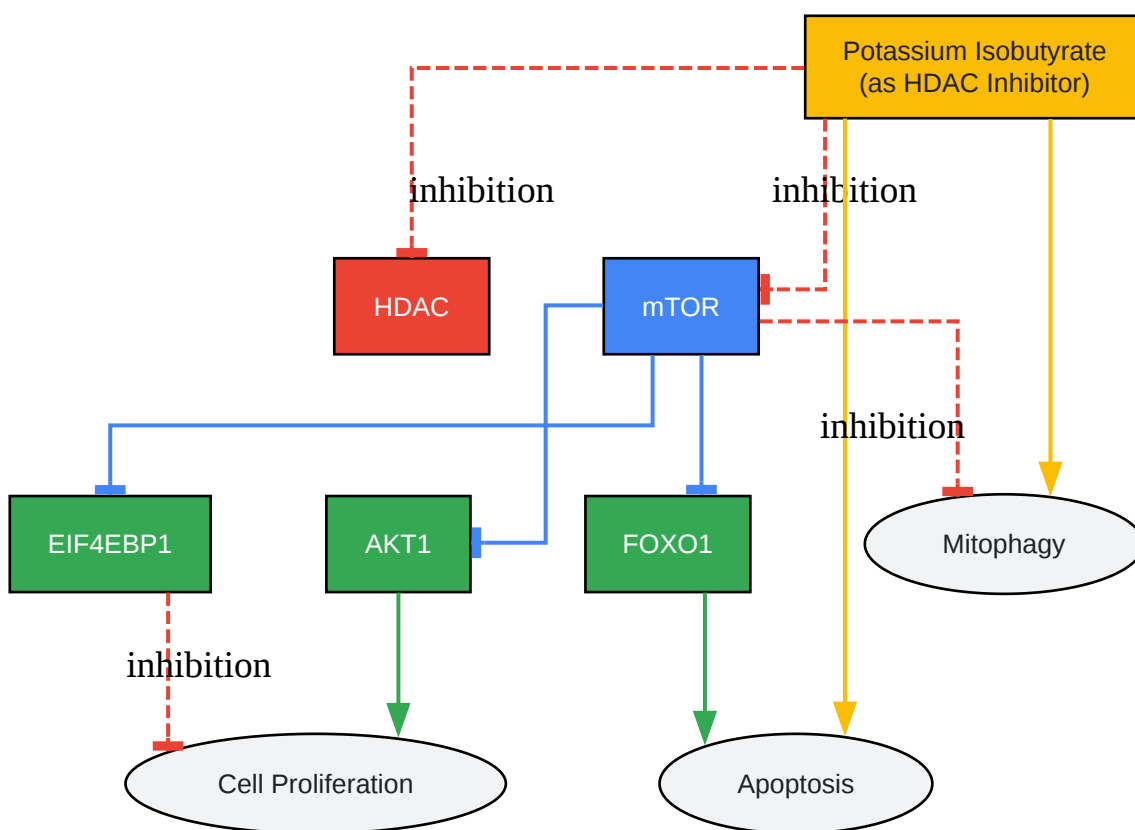 Potassium Isobutyrate
(as HDAC Inhibitor)
inhibition
inhibition
HDAC
mTOR
inhibition
EIF4EBP1
AKT1
FOXO1
Mitophagy
inhibition
Cell Proliferation
Apoptosis